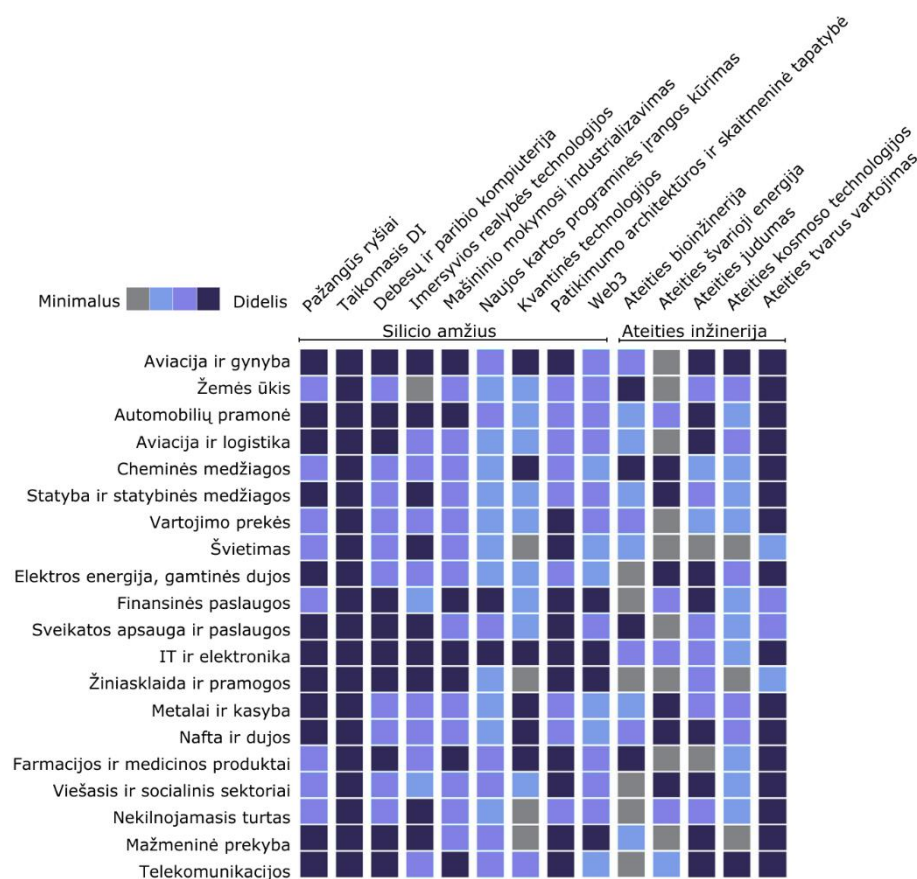 Pažangūs ryšiai
Taikomasis DI
Debesų ir paribio kompiuterija
Imersyvios realybės technologijos
Mašininio mokymosi industrializavimas
Naujos kartos programinės įrangos kūrimas
Kvantinės technologijos
Patikimumo architektūros ir skaitmeninė tapatybė
Web3
Ateities bioinžinerija
Ateities švarioji energija
Ateities judumas
Ateities kosmoso technologijos
Ateities tvarus vartojimas
Minimalus Didelis
Silicio amžius Ateities inžinerija
Aviacija ir gynyba
Žemės ūkis
Automobilių pramonė
Aviacija ir logistika
Cheminės medžiagos
Statyba ir statybinės medžiagos
Vartojimo prekės
Švietimas
Elektros energija, gamtinės dujos
Finansinės paslaugos
Sveikatos apsauga ir paslaugos
IT ir elektronika
Žiniasklaida ir pramogos
Metalai ir kasyba
Nafta ir dujos
Farmacijos ir medicinos produktai
Viešasis ir socialinis sektoriai
Nekilnojamasis turtas
Mažmeninė prekyba
Telekomunikacijos